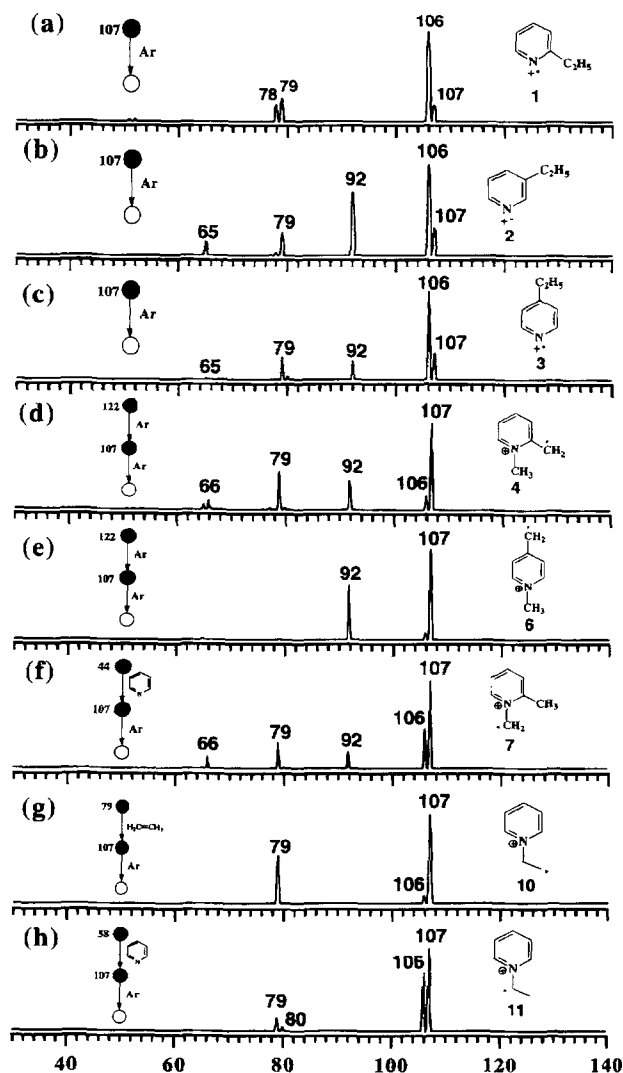 (a)
107
Ar
78
79
106
107
N
+•
C₂H₅
1
(b)
107
Ar
65
79
92
106
107
C₂H₅
N
+·
2
(c)
107
Ar
65
79
92
106
107
C₂H₅
N
+•
3
(d)
122
Ar
107
Ar
66
79
92
106
107
⊕ N
CH₂
CH₃
4
(e)
122
Ar
107
Ar
92
107
CH₂
⊕ N
CH₃
6
(f)
44
N
107
Ar
66
79
92
106
107
⊕ N
CH₃
CH₂
7
(g)
79
H₂C=CH₂
107
Ar
79
106
107
⊕ N
10
(h)
58
N
107
Ar
79
80
106
107
⊕ N
11
40 60 80 100 120 140